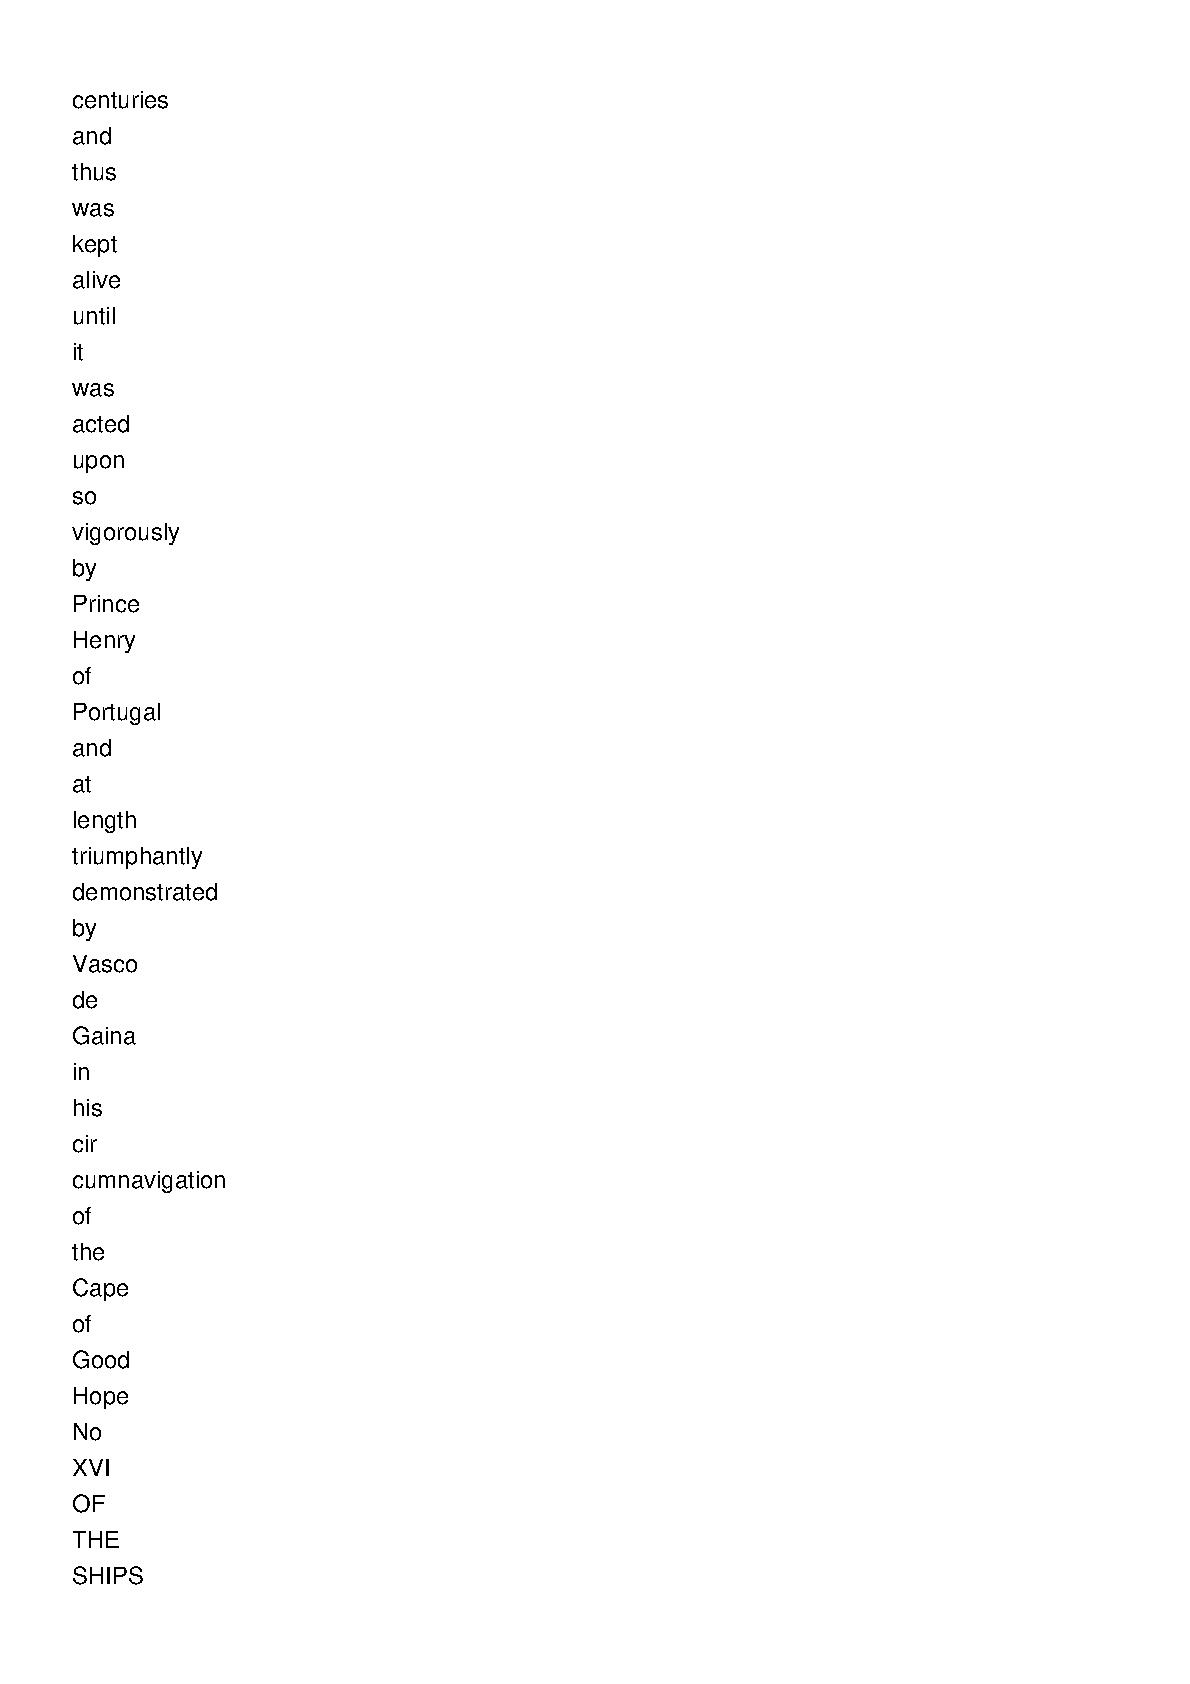 centuries
and
thus
was
kept
alive
until
it
was
acted
upon
so
vigorously
by
Prince
Henry
of
Portugal
and
at
length
triumphantly
demonstrated
by
Vasco
de
Gaina
in
his
cir
cumnavigation
of
the
Cape
of
Good
Hope
No
XVI
OF
THE
SHIPS